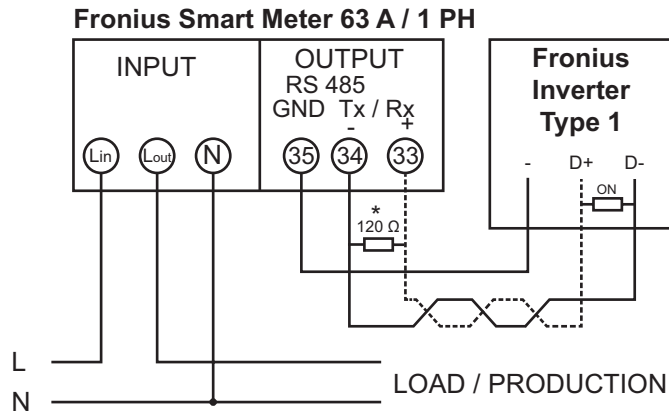 Fronius Smart Meter 63 A / 1 PH
INPUT
OUTPUT
RS 485
GND Tx / Rx
- +
Lin Lout N 35 34 33
*
120 Ω
Fronius
Inverter
Type 1
- D+ D-
ON
L
N
LOAD / PRODUCTION